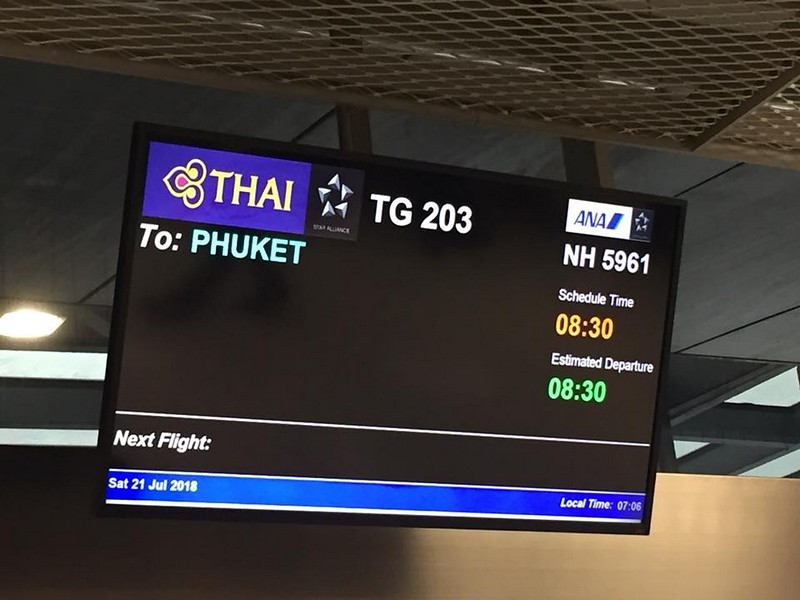 THAI
STAR ALLIANCE
TG 203
ANA
To: PHUKET
NH 5961
Schedule Time
08:30
Estimated Departure
08:30
Next Flight:
Sat 21 Jul 2018
Local Time: 07:06